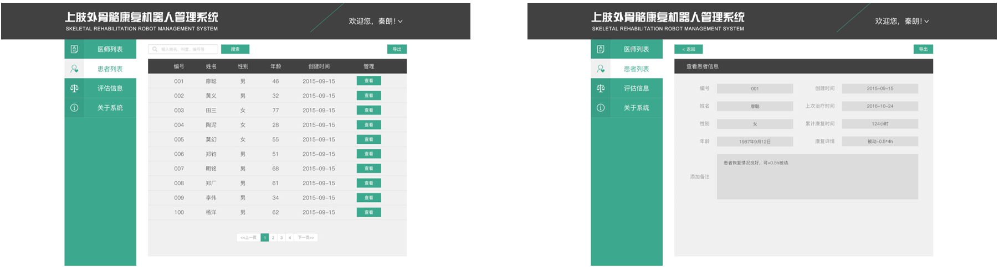 上肢外骨骼康复机器人管理系统
SKELETAL REHABILITATION ROBOT MANAGEMENT SYSTEM
欢迎您，秦朗!
医师列表
患者列表
评估信息
关于系统
输入姓名、科室、编号等
搜索
导出
编号 姓名 性别 年龄 创建时间 管理
001 廖聪 男 46 2015-09-15 查看
002 黄义 男 32 2015-09-15 查看
003 田三 女 77 2015-09-15 查看
004 陶泥 女 28 2015-09-15 查看
005 莫幻 女 55 2015-09-15 查看
006 郑钧 男 51 2015-09-15 查看
007 明铭 男 68 2015-09-15 查看
008 郑厂 男 61 2015-09-15 查看
009 李伟 男 34 2015-09-15 查看
100 杨洋 男 62 2015-09-15 查看
<<上一页 1 2 3 4 下一页>>
上肢外骨骼康复机器人管理系统
SKELETAL REHABILITATION ROBOT MANAGEMENT SYSTEM
欢迎您，秦朗!
医师列表
患者列表
评估信息
关于系统
< 返回
导出
查看患者信息
编号 001 创建时间 2015-09-15
姓名 廖聪 上次治疗时间 2016-10-24
性别 女 累计康复时间 124小时
年龄 1987年9月12日 康复详情 被动-0.5*4h
添加备注
患者恢复情况良好，可+0.5h被动.